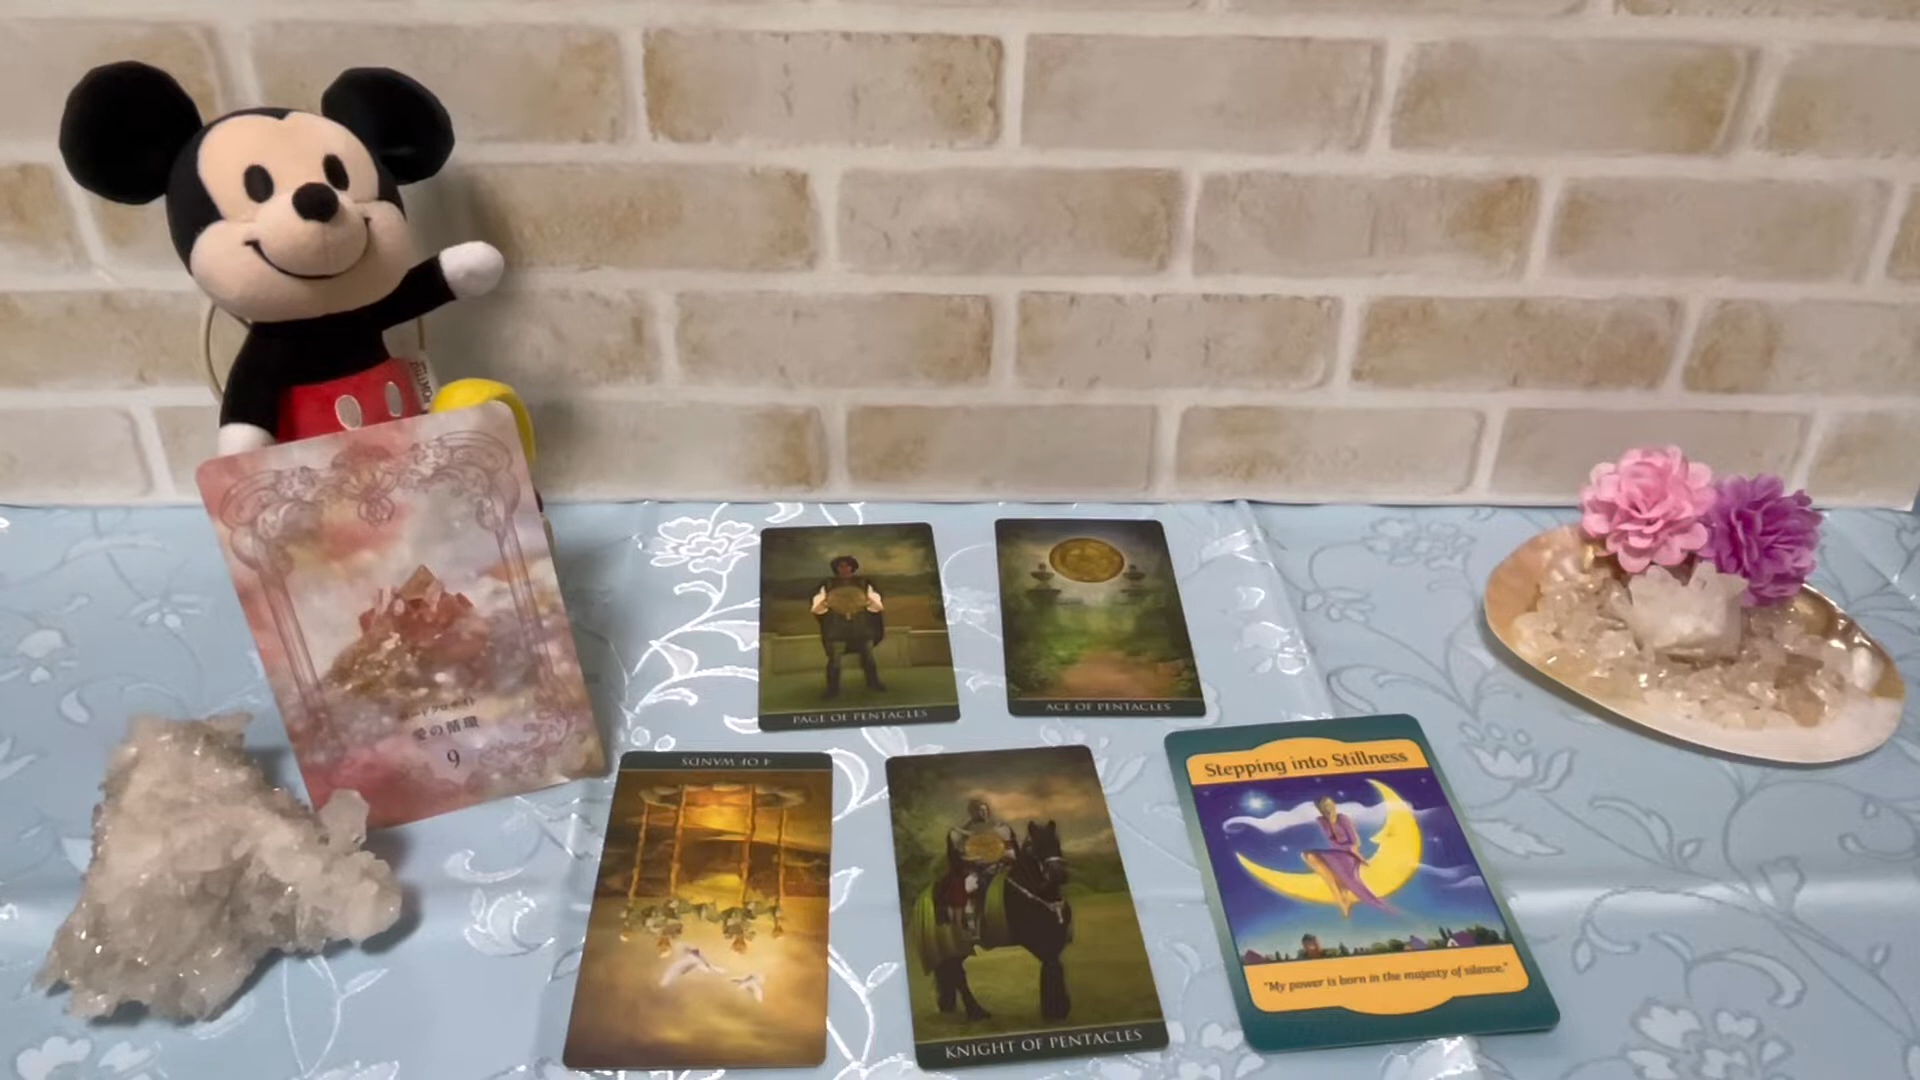 愛の循環
9
PAGE OF PENTACLES
ACE OF PENTACLES
4 OF WANDS
KNIGHT OF PENTACLES
Stepping into Stillness
"My power is born in the majesty of silence."